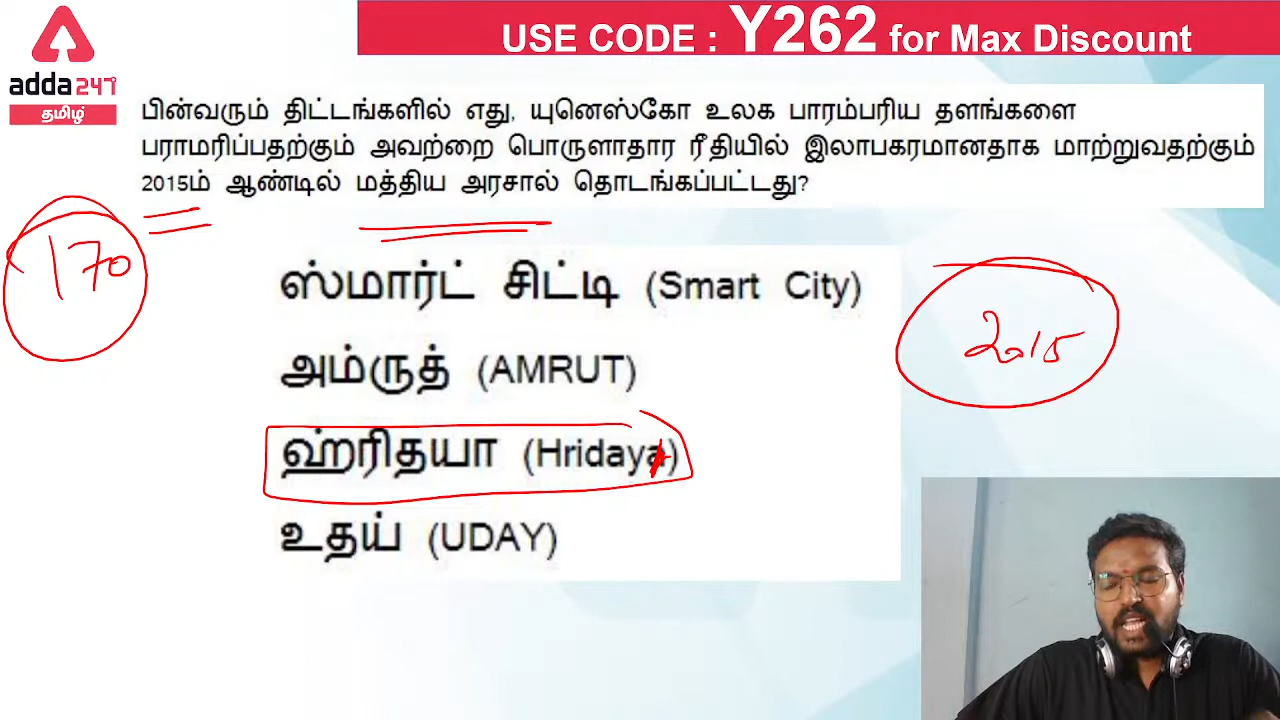 USE CODE : Y262 for Max Discount
adda247
தமிழ்
பின்வரும் திட்டங்களில் எது, யுனெஸ்கோ உலக பாரம்பரிய தளங்களை
பராமரிப்பதற்கும் அவற்றை பொருளாதார ரீதியில் இலாபகரமானதாக மாற்றுவதற்கும்
2015ம் ஆண்டில் மத்திய அரசால் தொடங்கப்பட்டது?
170
ஸ்மார்ட் சிட்டி (Smart City)
2015
அம்ருத் (AMRUT)
ஹ்ரிதயா (Hridaya)
உதய் (UDAY)